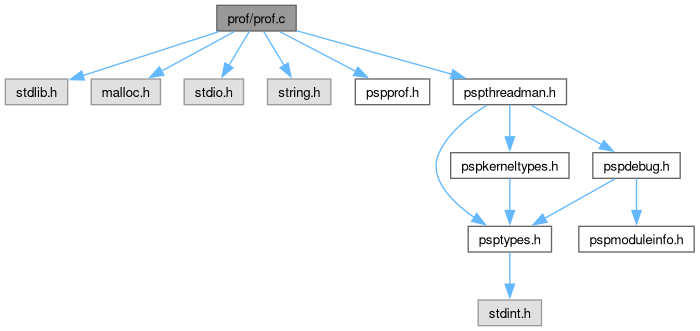 prof/prof.c
stdlib.h
malloc.h
stdio.h
string.h
pspprof.h
pspthreadman.h
pspkerneltypes.h
pspdebug.h
psptypes.h
pspmoduleinfo.h
stdint.h